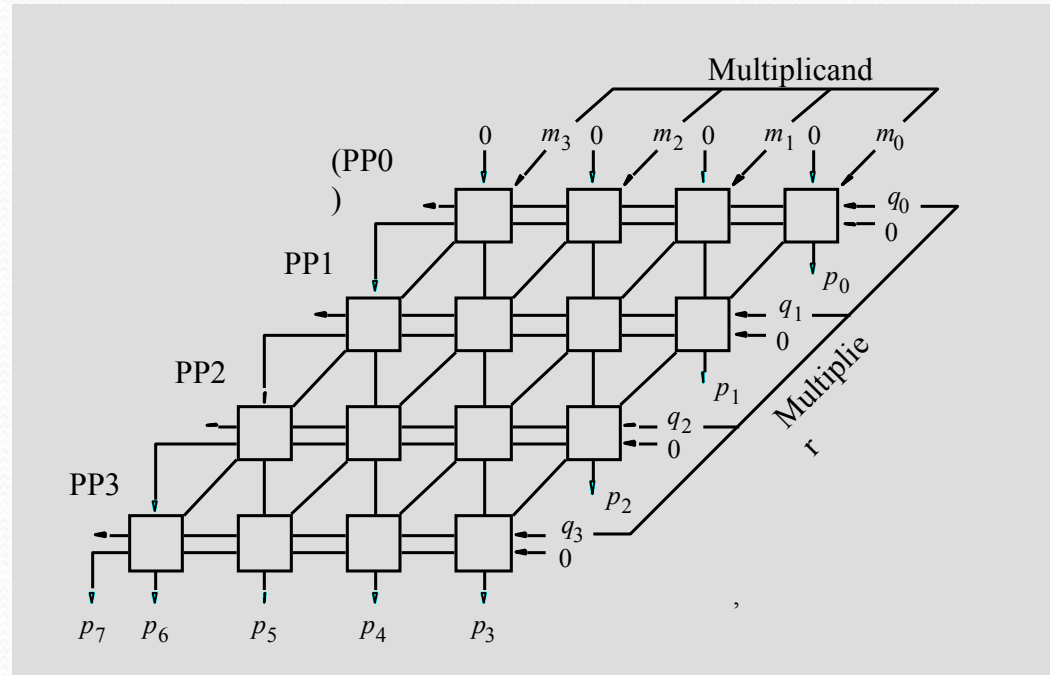 Multiplicand
0 m3 0 m2 0 m1 0 m0
(PP0
)
q0
0
PP1
p0
q1
0
PP2
p1
Multiplie
r
q2
0
PP3
p2
q3
0
,
p7 p6 p5 p4 p3